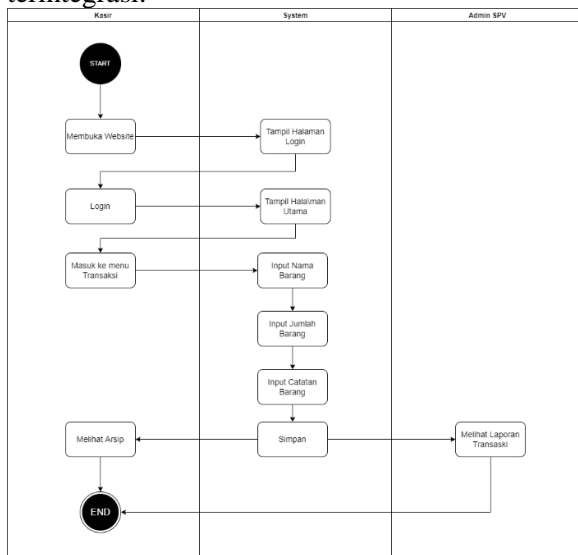 terintegrasi.
Kasir
System
Admin SPV
START
Membuka Website
Tampil Halaman
Login
Login
Tampil Halalman
Utama
Masuk ke menu
Transaksi
Input Nama
Barang
Input Jumlah
Barang
Input Catatan
Barang
Melihat Arsip
Simpan
Melihat Laporan
Transaski
END